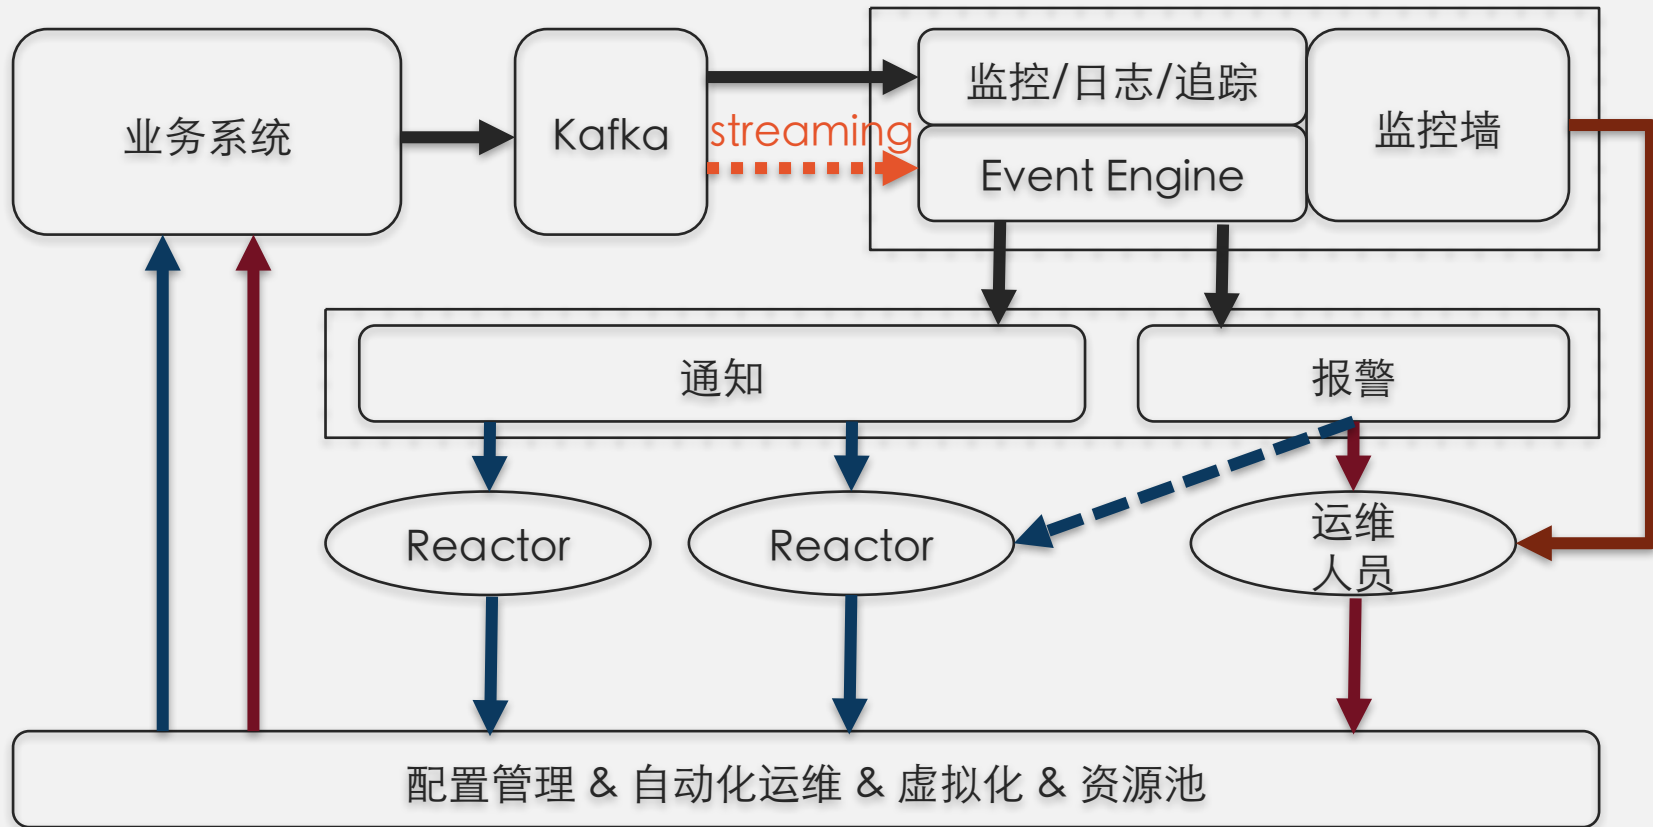 业务系统
Kafka
streaming
监控/日志/追踪
Event Engine
监控墙
通知
报警
Reactor
Reactor
运维
人员
配置管理 & 自动化运维 & 虚拟化 & 资源池